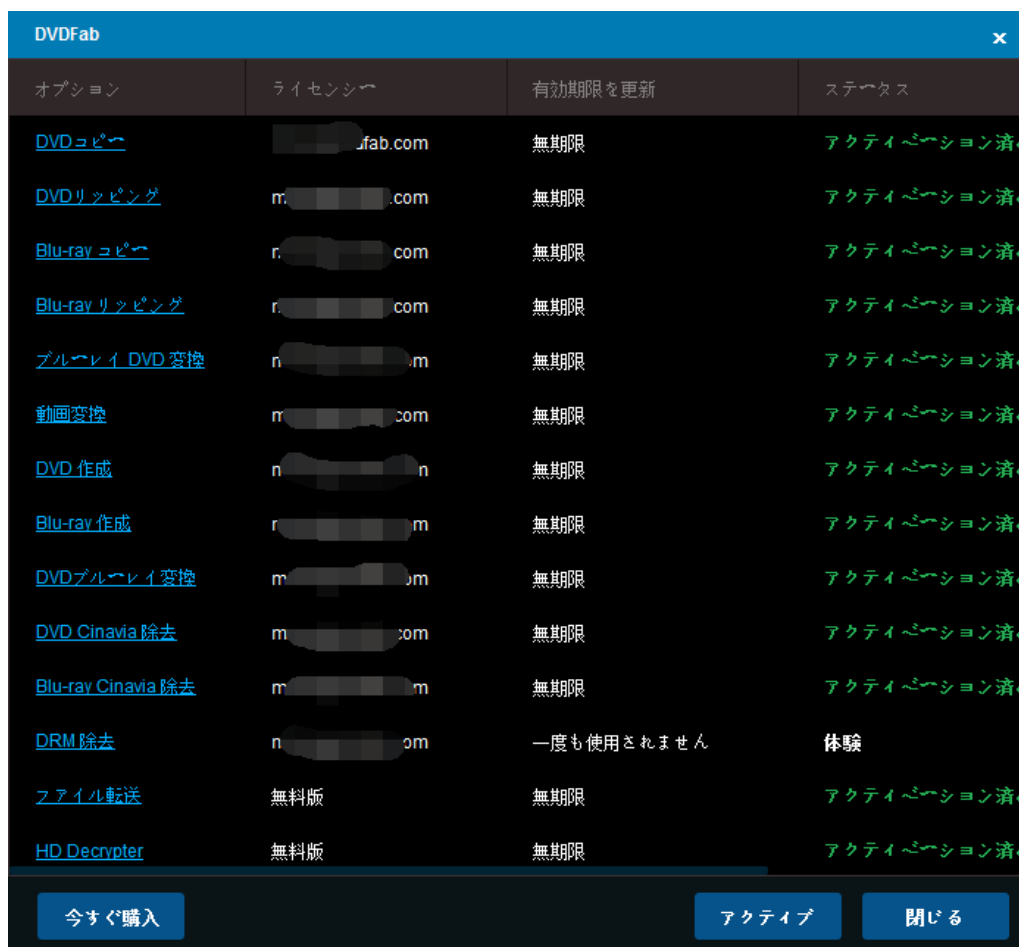 DVDFab x
オプション ライセンシー 有効期限を更新 ステータス
DVDコピー fab.com 無期限 アクティベーション済
DVDリッピング m .com 無期限 アクティベーション済
Blu-ray コピー com 無期限 アクティベーション済
Blu-ray リッピング com 無期限 アクティベーション済
ブルーレイ DVD 変換 m 無期限 アクティベーション済
動画変換 m com 無期限 アクティベーション済
DVD 作成 n n 無期限 アクティベーション済
Blu-ray 作成 m 無期限 アクティベーション済
DVDブルーレイ変換 m om 無期限 アクティベーション済
DVD Cinavia 除去 m com 無期限 アクティベーション済
Blu-ray Cinavia 除去 m m 無期限 アクティベーション済
DRM 除去 om 一度も使用されません 体験
ファイル転送 無料版 無期限 アクティベーション済
HD Decrypter 無料版 無期限 アクティベーション済
今すぐ購入 アクティブ 閉じる